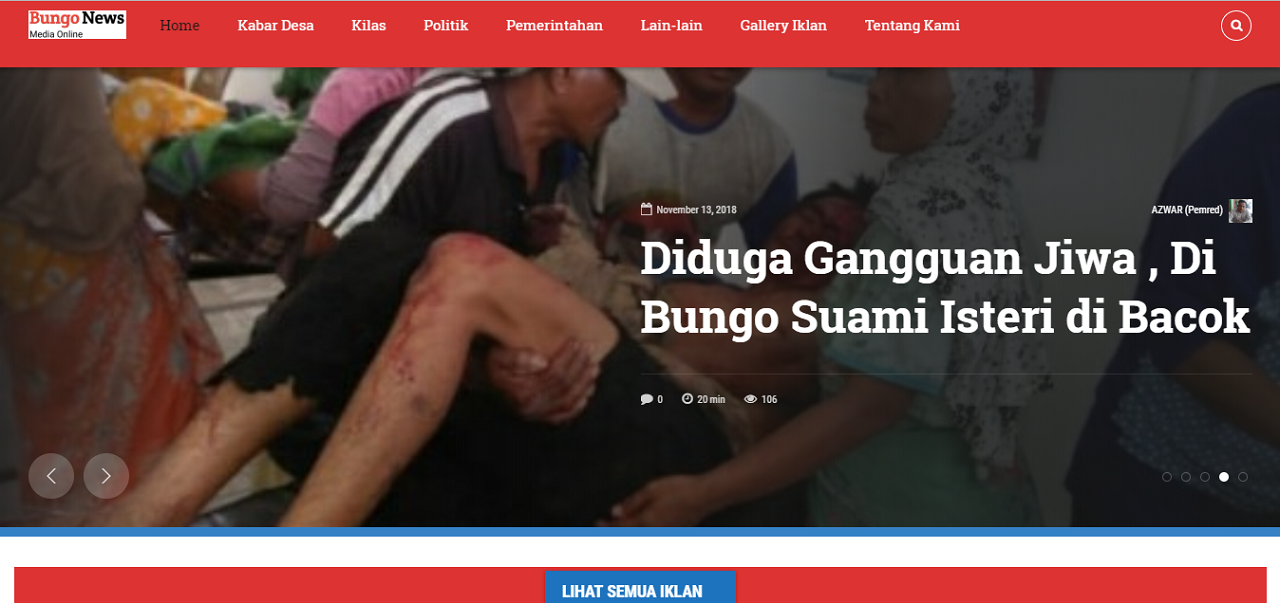 Bungo News
Media Online
Home Kabar Desa Kilas Politik Pemerintahan Lain-lain Gallery Iklan Tentang Kami
November 13, 2018 AZWAR (Pemred)
Diduga Gangguan Jiwa , Di
Bungo Suami Isteri di Bacok
0 20 min 106
LIHAT SEMUA IKLAN